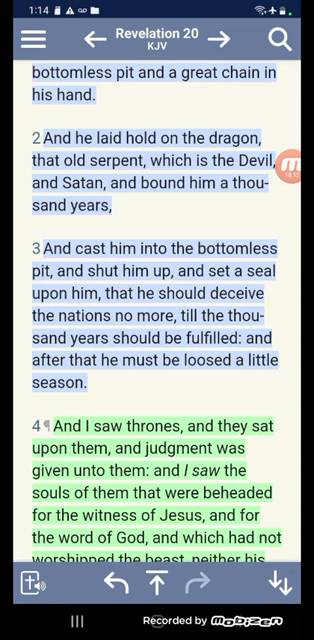 1:14
Revelation 20
KJV
bottomless pit and a great chain in
his hand.
2 And he laid hold on the dragon,
that old serpent, which is the Devil,
and Satan, and bound him a thou-
sand years,
3 And cast him into the bottomless
pit, and shut him up, and set a seal
upon him, that he should deceive
the nations no more, till the thou-
sand years should be fulfilled: and
after that he must be loosed a little
season.
4 ¶ And I saw thrones, and they sat
upon them, and judgment was
given unto them: and I saw the
souls of them that were beheaded
for the witness of Jesus, and for
the word of God, and which had not
worshipped the beast, neither his
Recorded by mobizen